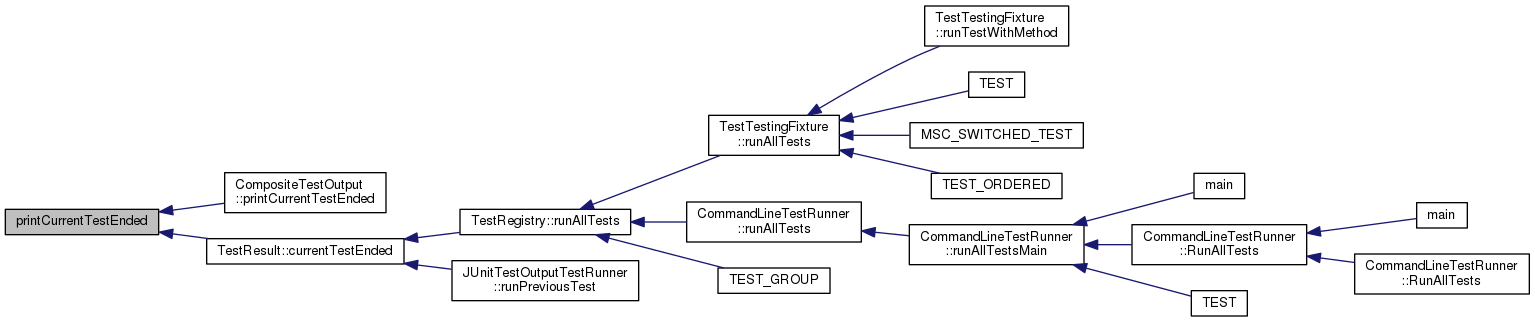 printCurrentTestEnded
CompositeTestOutput
::printCurrentTestEnded
TestResult::currentTestEnded
TestRegistry::runAllTests
JUnitTestOutputTestRunner
::runPreviousTest
TestTestingFixture
::runAllTests
CommandLineTestRunner
::runAllTests
TEST_GROUP
TestTestingFixture
::runTestWithMethod
TEST
MSC_SWITCHED_TEST
TEST_ORDERED
CommandLineTestRunner
::runAllTestsMain
main
CommandLineTestRunner
::RunAllTests
TEST
main
CommandLineTestRunner
::RunAllTests